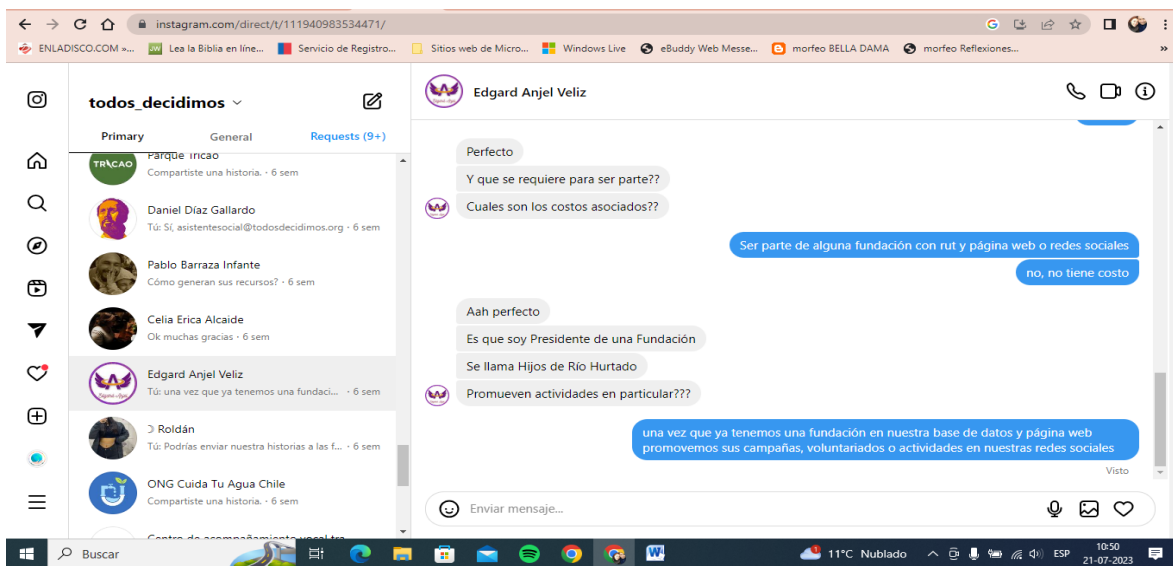 instagram.com/direct/t/111940983534471/
ENLADISCO.COM »...
Lea la Biblia en líne...
Servicio de Registro...
Sitios web de Micro...
Windows Live
eBuddy Web Messe...
morfeo BELLA DAMA
morfeo Reflexiones...
»
todos_decidimos
Primary
General
Requests (9+)
TRICAO
Parque Tricao
Compartiste una historia. · 6 sem
Daniel Díaz Gallardo
Tú: Sí, asistentesocial@todosdecidimos.org · 6 sem
Pablo Barraza Infante
Cómo generan sus recursos? · 6 sem
Celia Erica Alcaide
Ok muchas gracias · 6 sem
Edgard Anjel Veliz
Tú: una vez que ya tenemos una fundaci... · 6 sem
☽ Roldán
Tú: Podrías enviar nuestra historias a las f... · 6 sem
ONG Cuida Tu Agua Chile
Compartiste una historia. · 6 sem
Centro de acompañamiento
Edgard Anjel Veliz
Perfecto
Y que se requiere para ser parte??
Cuales son los costos asociados??
Ser parte de alguna fundación con rut y página web o redes sociales
no, no tiene costo
Aah perfecto
Es que soy Presidente de una Fundación
Se llama Hijos de Río Hurtado
Promueven actividades en particular???
una vez que ya tenemos una fundación en nuestra base de datos y página web
promovemos sus campañas, voluntariados o actividades en nuestras redes sociales
Visto
Enviar mensaje...
Buscar
11°C Nublado
ESP
10:50
21-07-2023